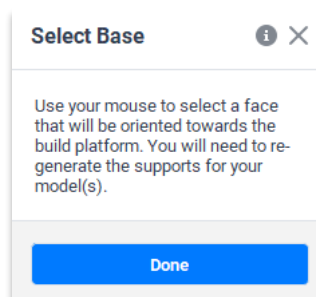 Select Base
Use your mouse to select a face
that will be oriented towards the
build platform. You will need to re-
generate the supports for your
model(s).
Done